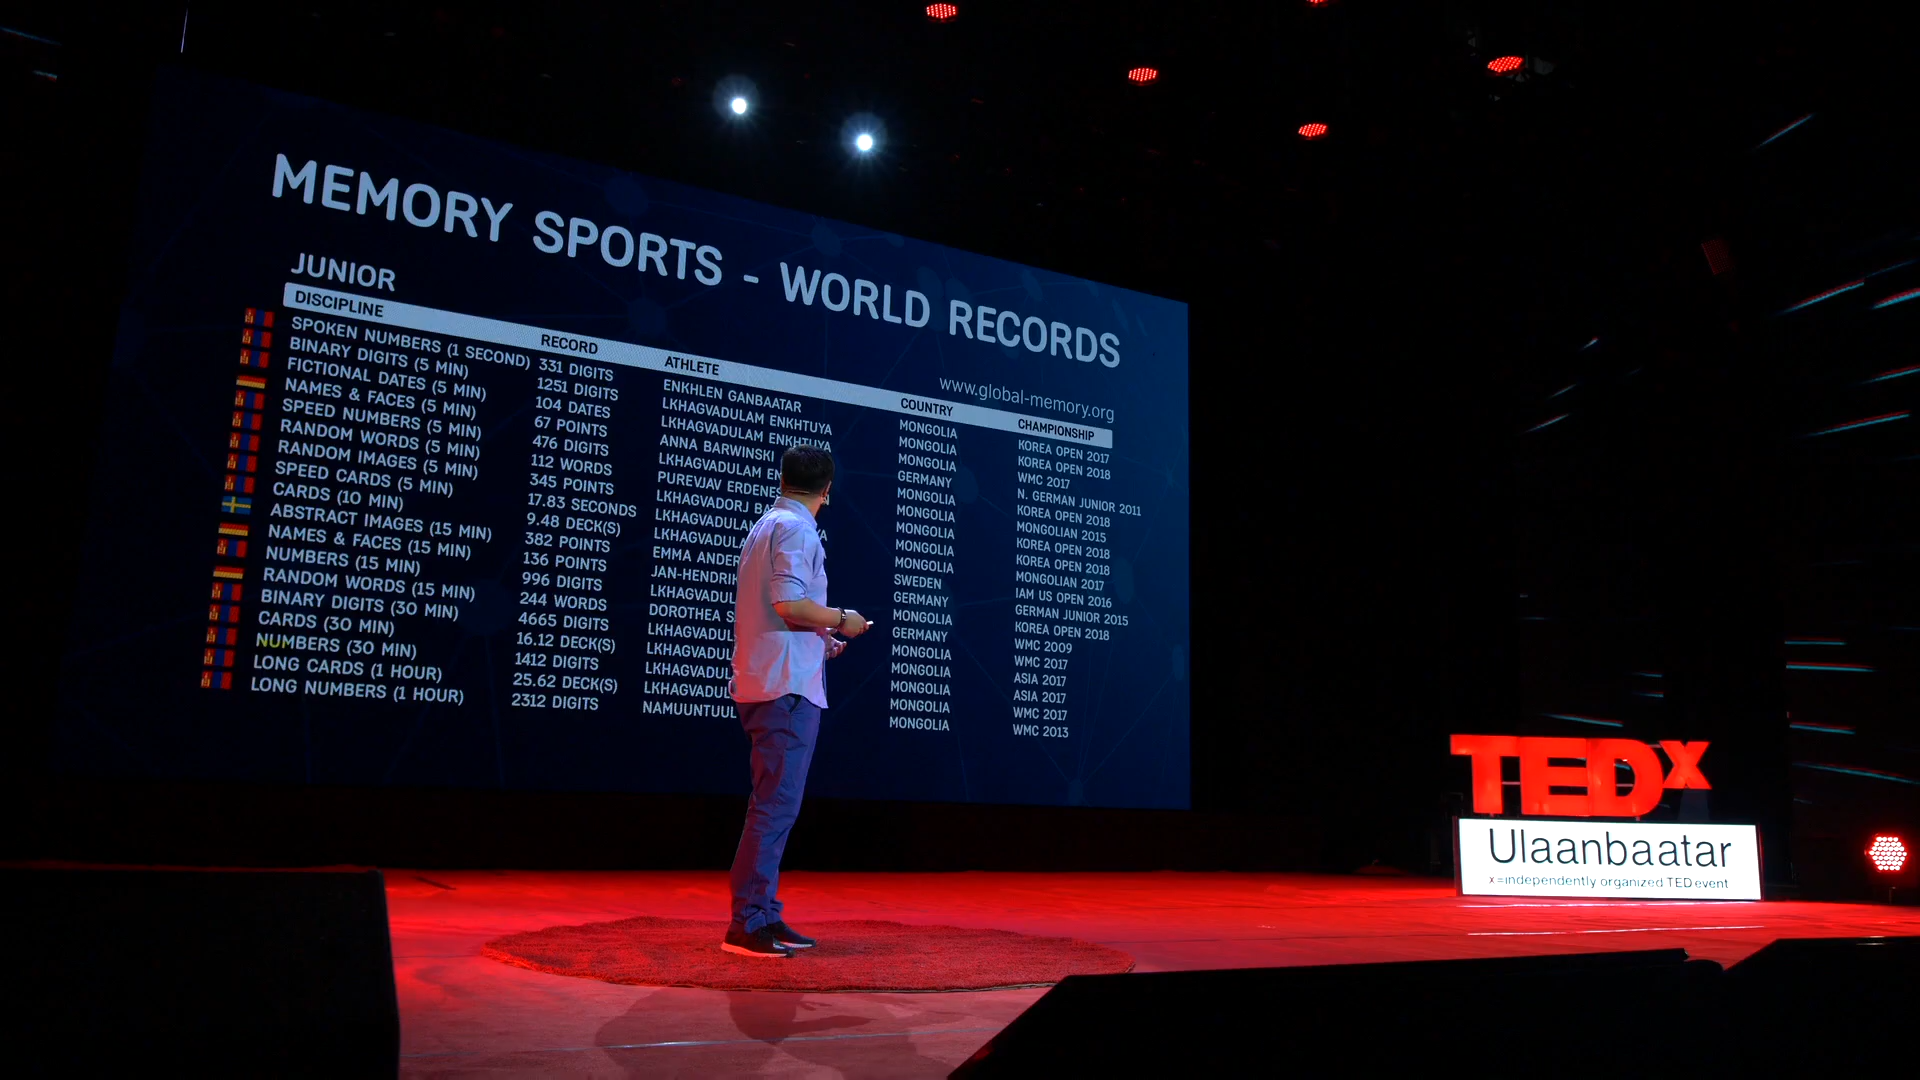 MEMORY SPORTS - WORLD RECORDS
www.global-memory.org
JUNIOR
DISCIPLINE RECORD ATHLETE COUNTRY CHAMPIONSHIP
SPOKEN NUMBERS (1 SECOND) 331 DIGITS ENKHLEN GANBAATAR MONGOLIA KOREA OPEN 2017
BINARY DIGITS (5 MIN) 1251 DIGITS LKHAGVADULAM ENKHTUYA MONGOLIA KOREA OPEN 2018
FICTIONAL DATES (5 MIN) 104 DATES LKHAGVADULAM ENKHTUYA MONGOLIA WMC 2017
NAMES & FACES (5 MIN) 67 POINTS ANNA BARWINSKI GERMANY N. GERMAN JUNIOR 2011
SPEED NUMBERS (5 MIN) 476 DIGITS LKHAGVADULAM MONGOLIA KOREA OPEN 2018
RANDOM WORDS (5 MIN) 112 WORDS PUREVJAV MONGOLIA MONGOLIAN 2015
RANDOM IMAGES (5 MIN) 345 POINTS LKHAGVADORJ MONGOLIA KOREA OPEN 2018
SPEED CARDS (5 MIN) 17.83 SECONDS MONGOLIA KOREA OPEN 2018
CARDS (10 MIN) 9.48 DECK(S) MONGOLIA MONGOLIAN 2017
ABSTRACT IMAGES (15 MIN) 382 POINTS EMMA SWEDEN IAM US OPEN 2016
NAMES & FACES (15 MIN) 136 POINTS JAN-HENDRIK GERMANY GERMAN JUNIOR 2015
NUMBERS (15 MIN) 996 DIGITS MONGOLIA KOREA OPEN 2018
RANDOM WORDS (15 MIN) 244 WORDS DOROTHEA GERMANY WMC 2009
BINARY DIGITS (30 MIN) 4665 DIGITS MONGOLIA WMC 2017
CARDS (30 MIN) 16.12 DECK(S) MONGOLIA ASIA 2017
NUMBERS (30 MIN) 1412 DIGITS MONGOLIA ASIA 2017
LONG CARDS (1 HOUR) 25.62 DECK(S) MONGOLIA WMC 2017
LONG NUMBERS (1 HOUR) 2312 DIGITS NAMUUNTUUL MONGOLIA WMC 2013
TEDx
Ulaanbaatar
x=independently organized TED event